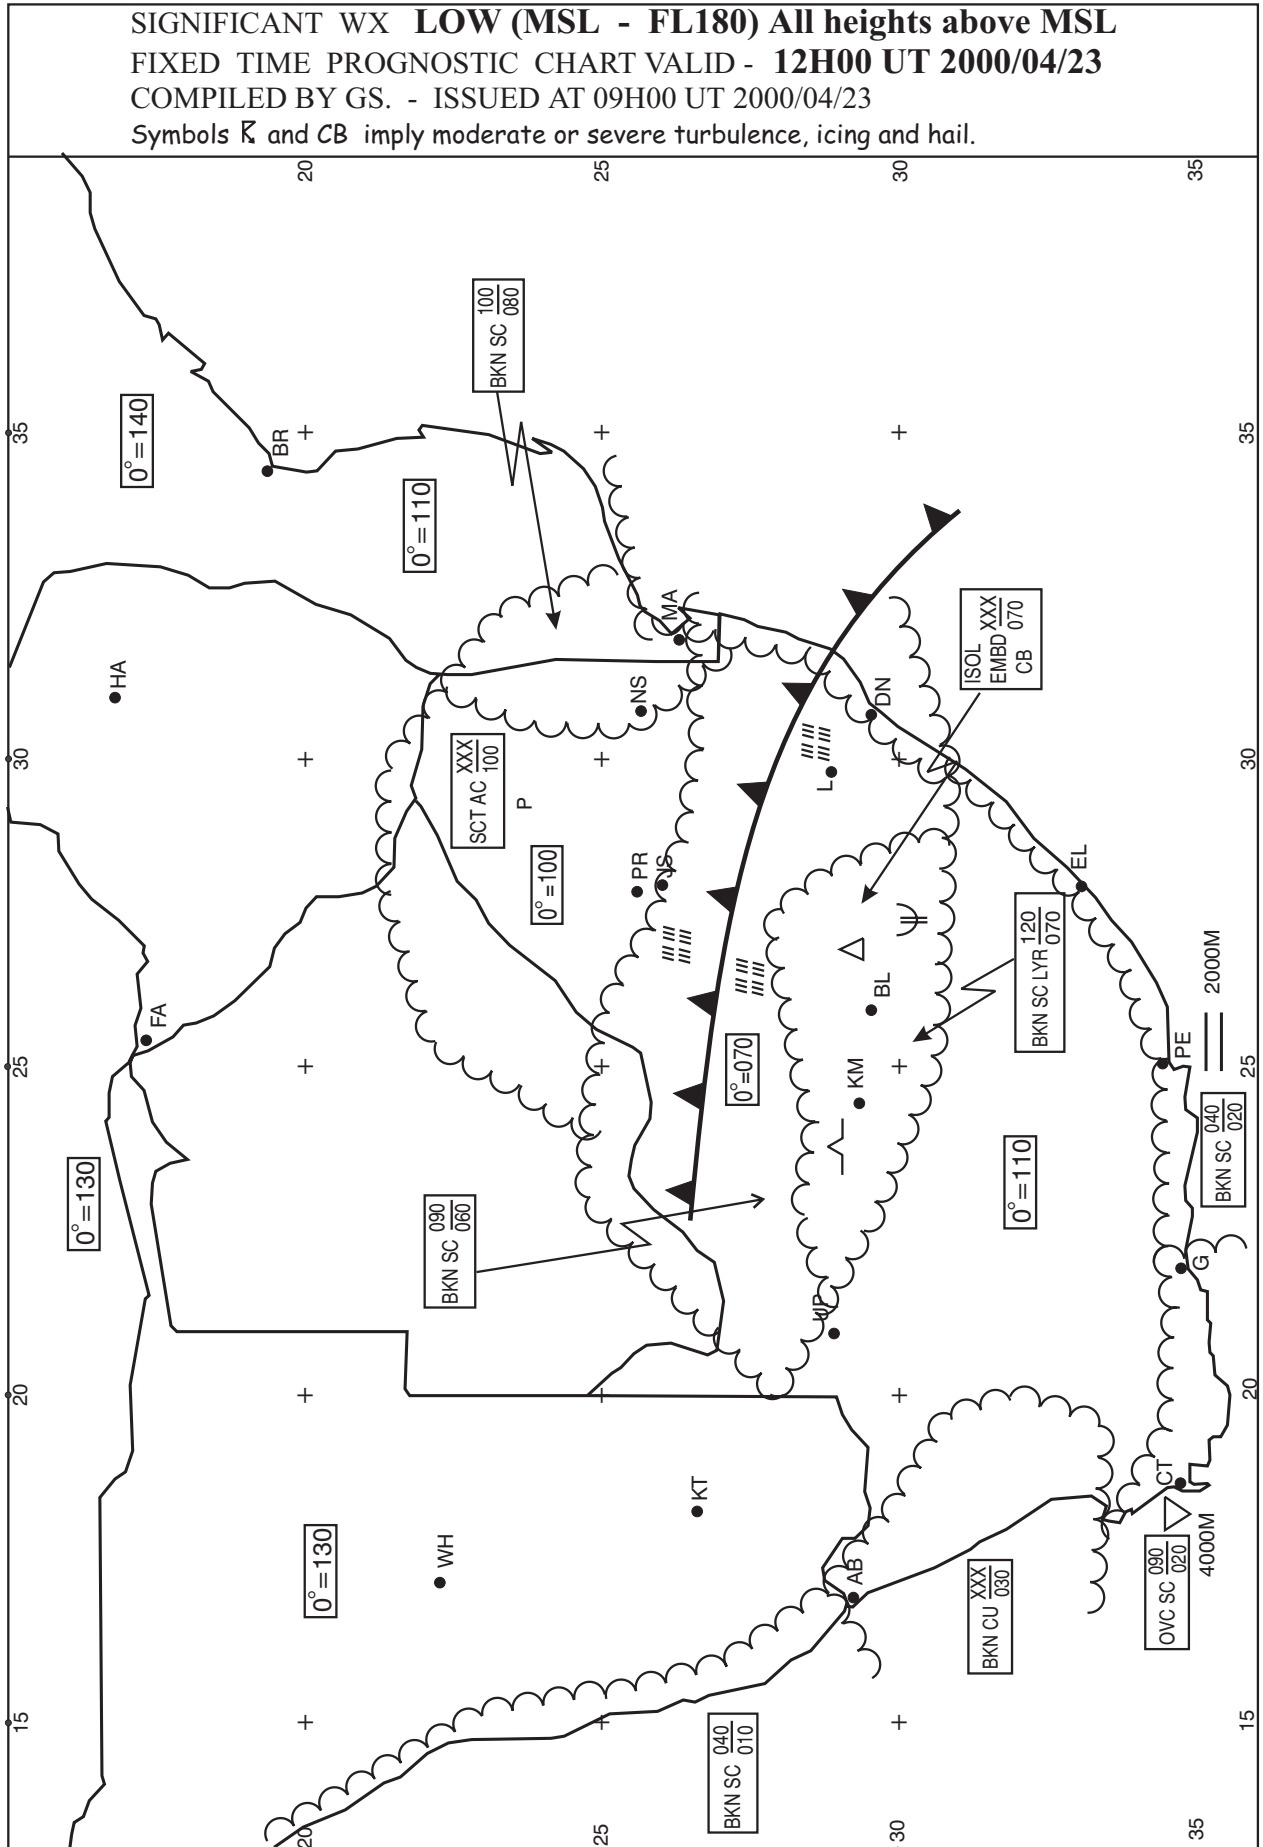 SIGNIFICANT WX LOW (MSL - FL180) All heights above MSL
FIXED TIME PROGNOSTIC CHART VALID - 12H00 UT 2000/04/23
COMPILED BY GS. - ISSUED AT 09H00 UT 2000/04/23
Symbols and CB imply moderate or severe turbulence, icing and hail.
20
25
30
35
BKN SC 100
080
0°=140
35
BR
35
0°=110
HA
MA
ISOL
EMBD XXX
070
CB
NS
DN
30
SCT AC XXX
100
P
L
30
PR
JS
0°=100
EL
FA
BL
BKN SC LYR 120
070
2000M
25
0°=070
KM
PE
25
0°=130
BKN SC 040
020
BKN SC 090
060
0°=110
G
UP
20
20
KT
CT
WH
0°=130
AB
BKN CU XXX
030
OVC SC 090
020
4000M
15
BKN SC 040
010
15
20
25
30
35